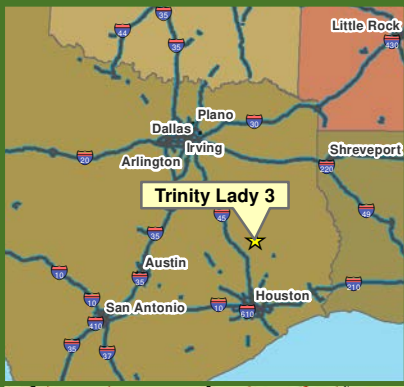 35
44
35
Little Rock
430
Plano
30
Dallas
Irving
20
Arlington
Shreveport
220
Trinity Lady 3
45
49
35
Austin
10
35
10
San Antonio
10
Houston
610
210
410
35
37